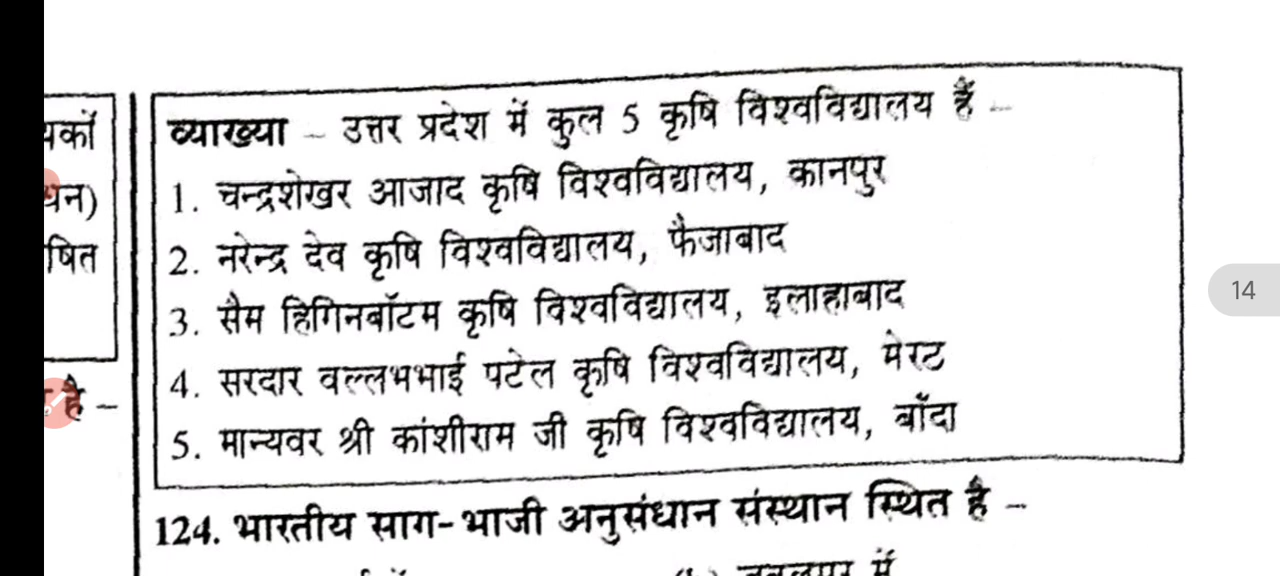 व्याख्या – उत्तर प्रदेश में कुल 5 कृषि विश्वविद्यालय हैं –
1. चन्द्रशेखर आजाद कृषि विश्वविद्यालय, कानपुर
2. नरेन्द्र देव कृषि विश्वविद्यालय, फैजाबाद
3. सैम हिगिनबॉटम कृषि विश्वविद्यालय, इलाहाबाद
4. सरदार वल्लभभाई पटेल कृषि विश्वविद्यालय, मेरठ
5. मान्यवर श्री कांशीराम जी कृषि विश्वविद्यालय, बाँदा
124. भारतीय साग-भाजी अनुसंधान संस्थान स्थित है –
षित
है –
14